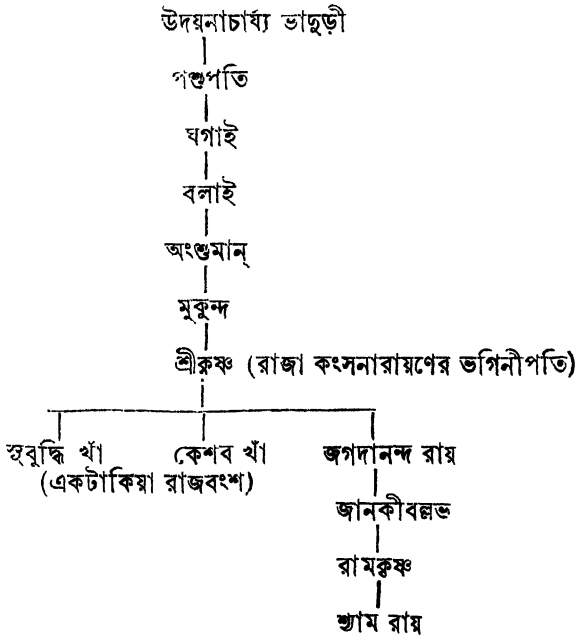 উদয়নাচার্য্য ভাদুড়ী
পশুপতি
ঘগাই
বলাই
অংশুমান্
মুকুন্দ
শ্রীকৃষ্ণ (রাজা কংসনারায়ণের ভগিনীপতি)
সুবুদ্ধি খাঁ কেশব খাঁ জগদানন্দ রায়
(একটাকিয়া রাজবংশ)
জানকীবল্লভ
রামকৃষ্ণ
শ্যাম রায়